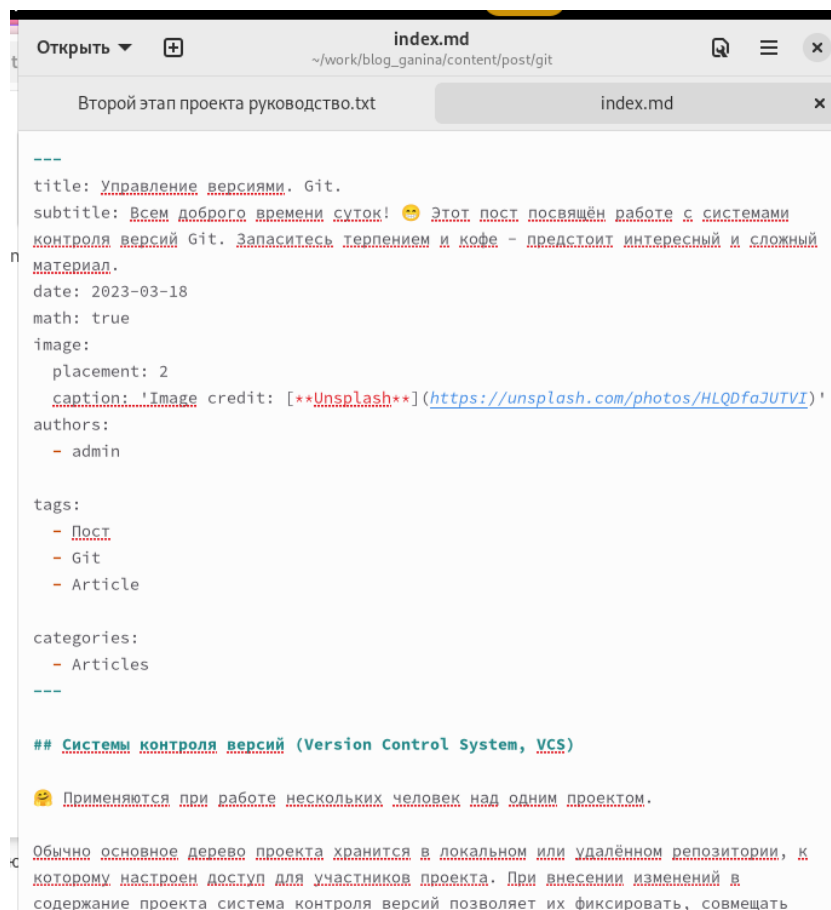 Открыть
index.md
~/work/blog_ganina/content/post/git
Второй этап проекта руководство.txt
index.md
---
title: Управление версиями. Git.
subtitle: Всем доброго времени суток! 😁 Этот пост посвящён работе с системами
контроля версий Git. Запаситесь терпением и кофе - предстоит интересный и сложный
материал.
date: 2023-03-18
math: true
image:
  placement: 2
  caption: 'Image credit: [**Unsplash**](https://unsplash.com/photos/HLQDfaJUTVI)'
authors:
  - admin
tags:
  - Пост
  - Git
  - Article
categories:
  - Articles
---
## Системы контроля версий (Version Control System, VCS)
🤗 Применяются при работе нескольких человек над одним проектом.
Обычно основное дерево проекта хранится в локальном или удалённом репозитории, к
которому настроен доступ для участников проекта. При внесении изменений в
содержание проекта система контроля версий позволяет их фиксировать, совмещать